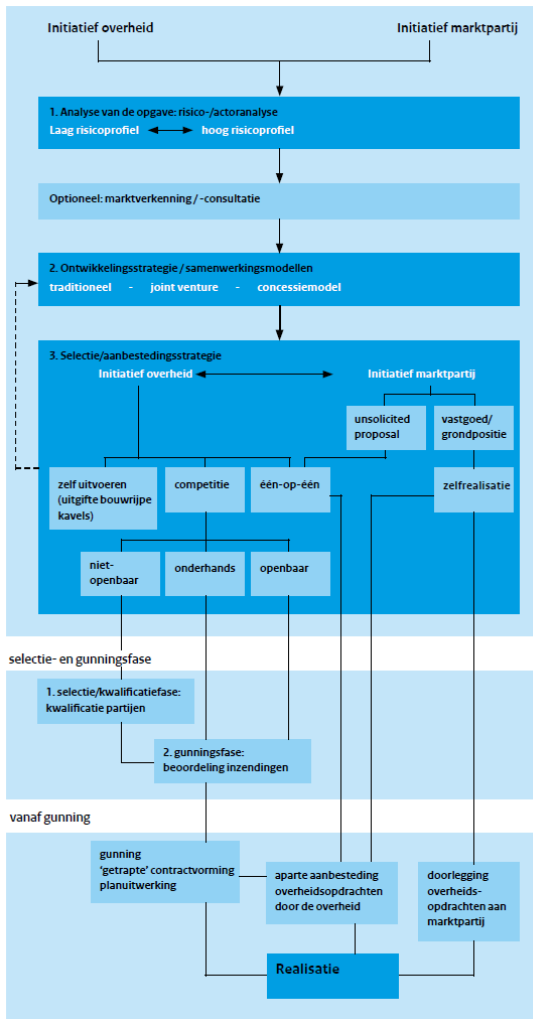 Initiatief overheid
Initiatief marktpartij
1. Analyse van de opgave: risico-/actoranalyse
Laag risicoprofiel
hoog risicoprofiel
Optioneel: marktverkenning / -consultatie
2. Ontwikkelingsstrategie / samenwerkingsmodellen
traditioneel - joint venture - concessiemodel
3. Selectie/aanbestedingsstrategie
Initiatief overheid
Initiatief marktpartij
unsolicited
proposal
vastgoed/
grondpositie
zelf uitvoeren
(uitgifte bouwrijpe
kavels)
competitie
één-op-één
zelfrealisatie
niet-
openbaar
onderhands
openbaar
selectie- en gunningsfase
1. selectie/kwalificatiefase:
kwalificatie partijen
2. gunningsfase:
beoordeling inzendingen
vanaf gunning
gunning
‘getrapte’ contractvorming
planuitwerking
aparte aanbesteding
overheidsopdrachten
door de overheid
doorlegging
overheids-
opdrachten aan
marktpartij
Realisatie